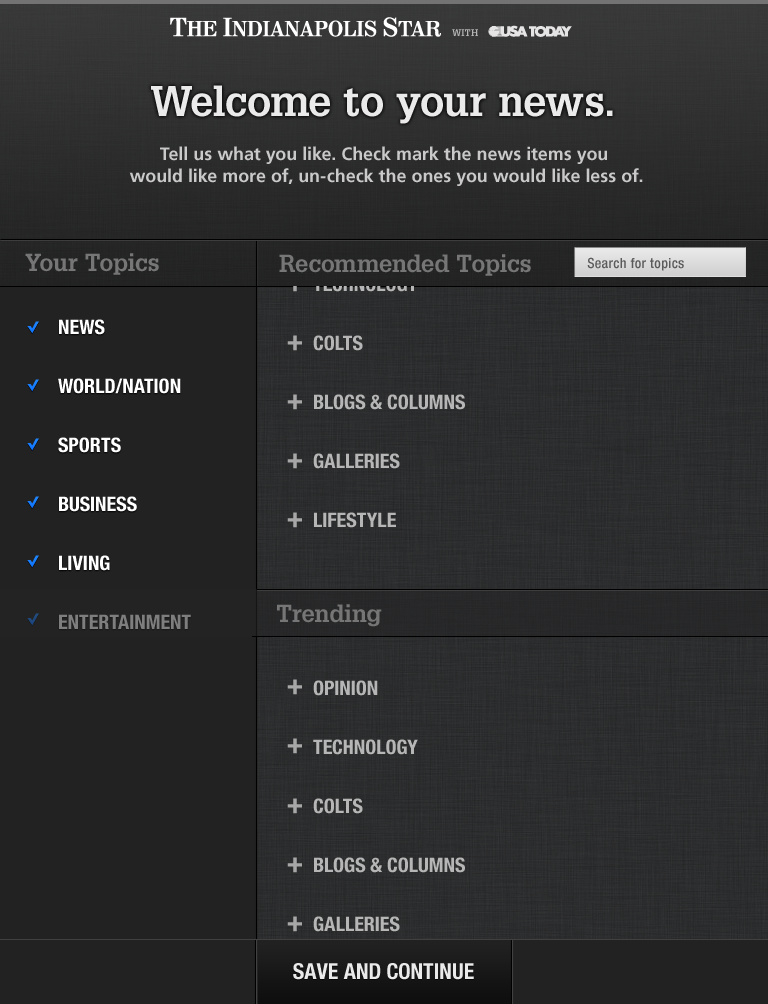 THE INDIANAPOLIS STAR WITH USA TODAY
Welcome to your news.
Tell us what you like. Check mark the news items you
would like more of, un-check the ones you would like less of.
Your Topics
NEWS
WORLD/NATION
SPORTS
BUSINESS
LIVING
ENTERTAINMENT
Recommended Topics
Search for topics
TECHNOLOGY
COLTS
BLOGS & COLUMNS
GALLERIES
LIFESTYLE
Trending
OPINION
TECHNOLOGY
COLTS
BLOGS & COLUMNS
GALLERIES
SAVE AND CONTINUE